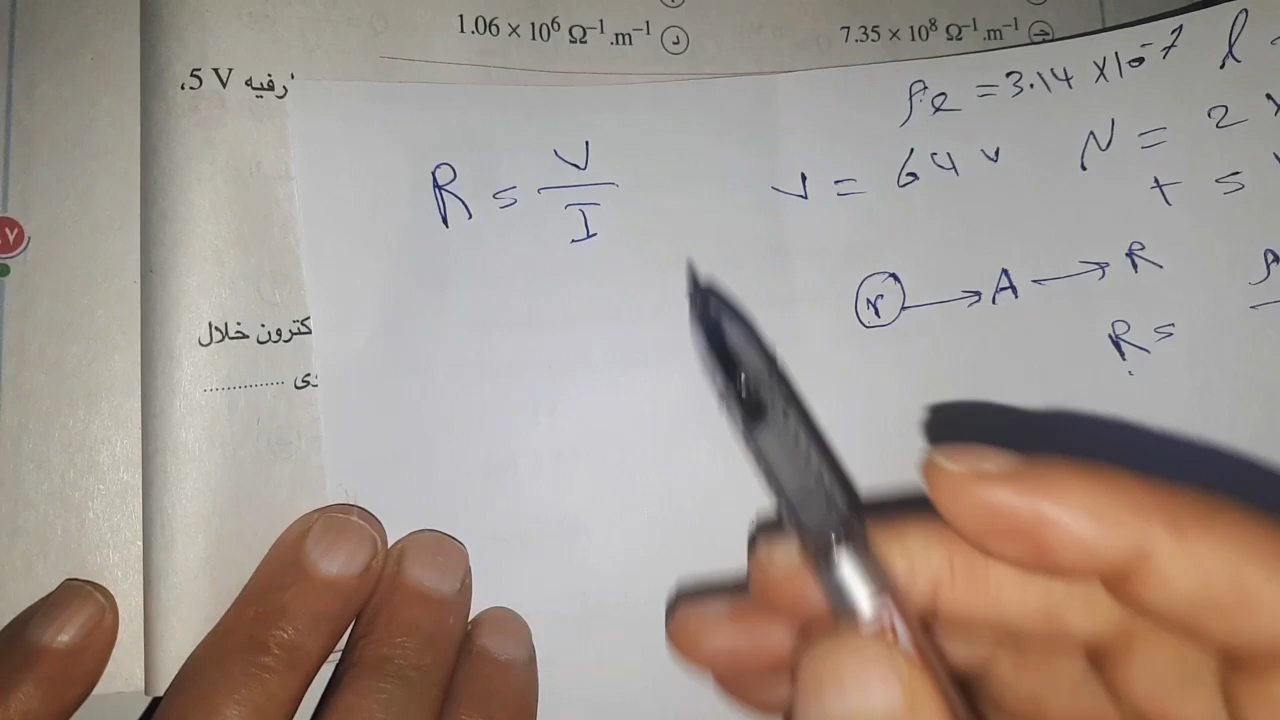 7.35 × 10⁸ Ω⁻¹.m⁻¹ ⊖ 1.06 × 10⁶ Ω⁻¹.m⁻¹ (د)
رفيه 5 V،
ρe = 3.14 × 10⁻⁷ l
V = 64 v N = 2 ×
t =
R = V / I
r → A → R
R =
كترون خلال
..............
٧